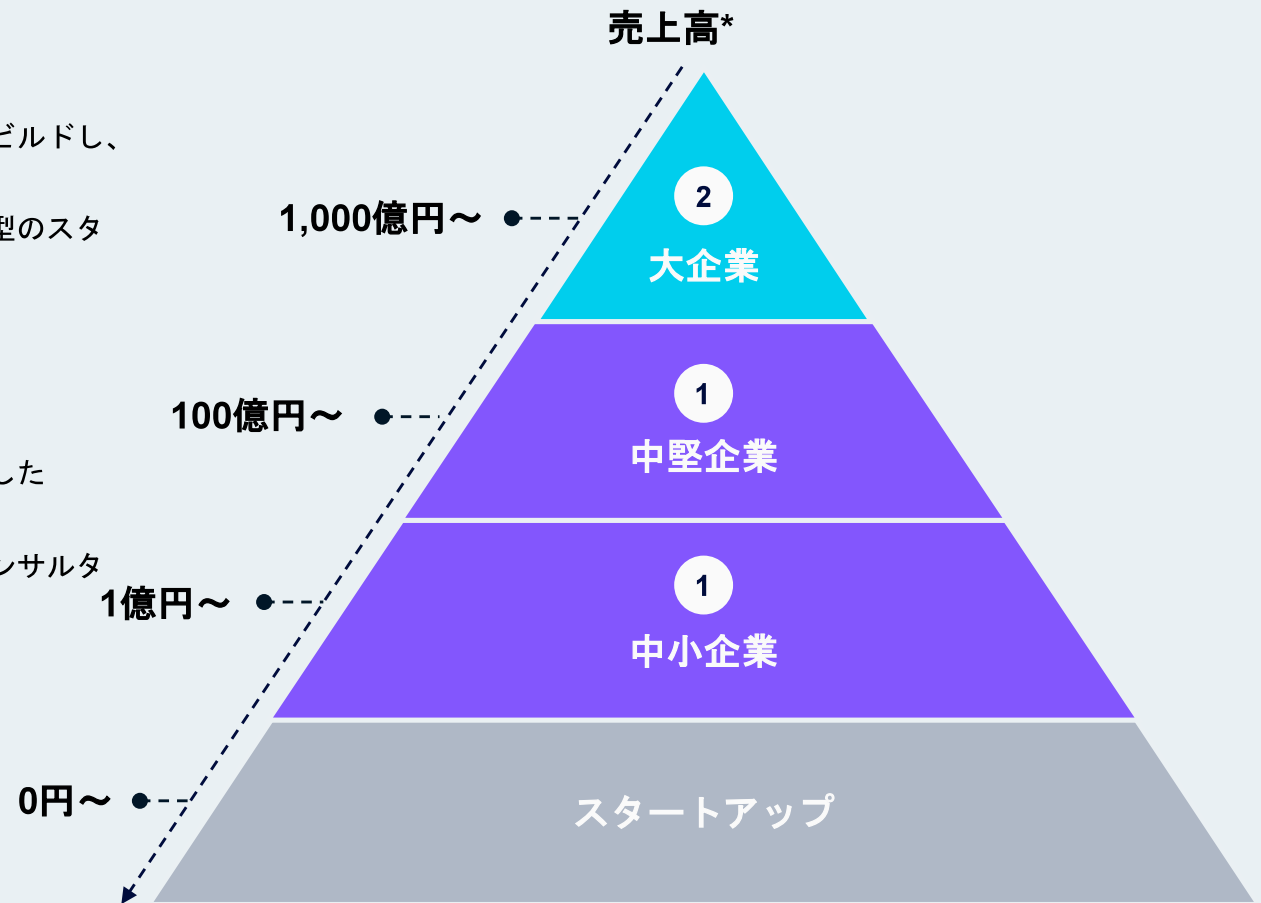 売上高*
ビルドし、
型のスタ
1,000億円〜
2
大企業
100億円〜
1
中堅企業
した
ンサルタ
1億円〜
1
中小企業
0円〜
スタートアップ